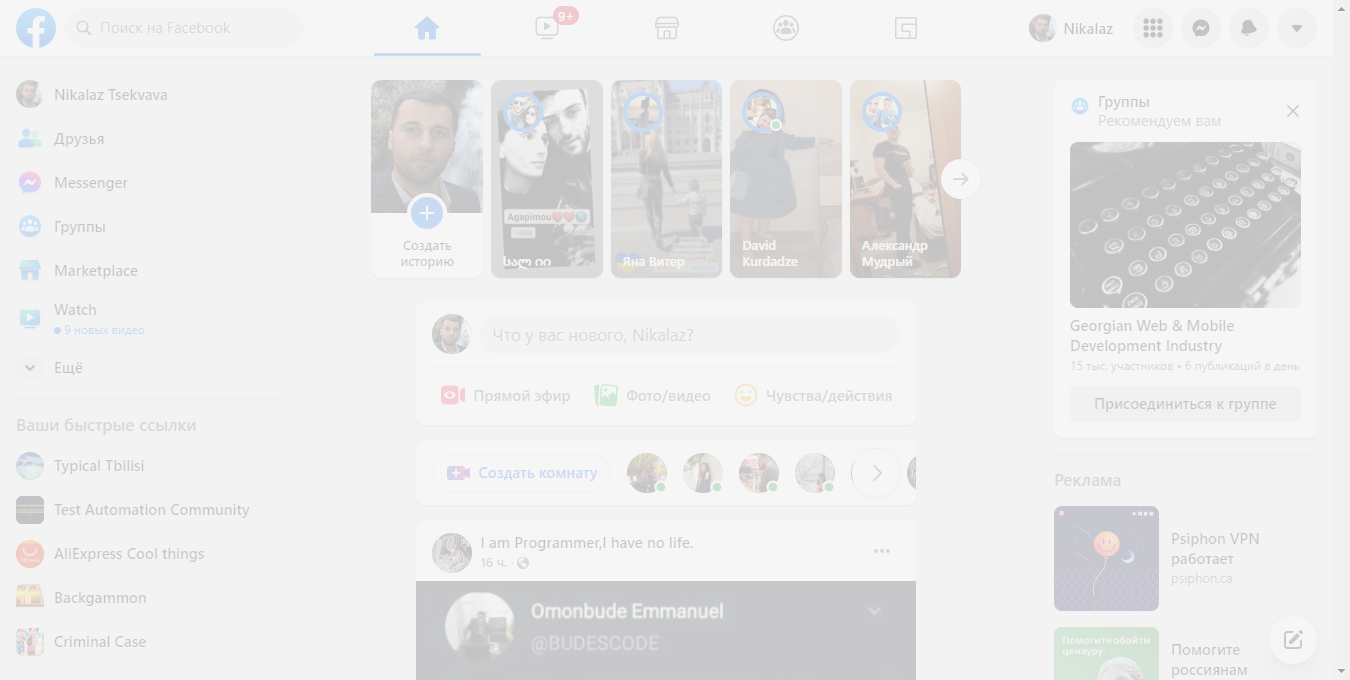 Поиск на Facebook
9+
Nikalaz
Nikalaz Tsekvava
Друзья
Messenger
Группы
Marketplace
Watch
9 новых видео
Ещё
Ваши быстрые ссылки
Typical Tbilisi
Test Automation Community
AliExpress Cool things
Backgammon
Criminal Case
Создать
историю
Agapimou
Яна Витер
David
Kurdadze
Александр
Мудрый
Что у вас нового, Nikalaz?
Прямой эфир
Фото/видео
Чувства/действия
Создать комнату
I am Programmer,I have no life.
16 ч. ·
Omonbude Emmanuel
@BUDESCODE
Группы
Рекомендуем вам
Georgian Web & Mobile
Development Industry
15 тыс. участников • 6 публикаций в день
Присоединиться к группе
Реклама
Psiphon VPN
работает
psiphon.ca
Помогите обойти
цензуру.
Помогите
россиянам